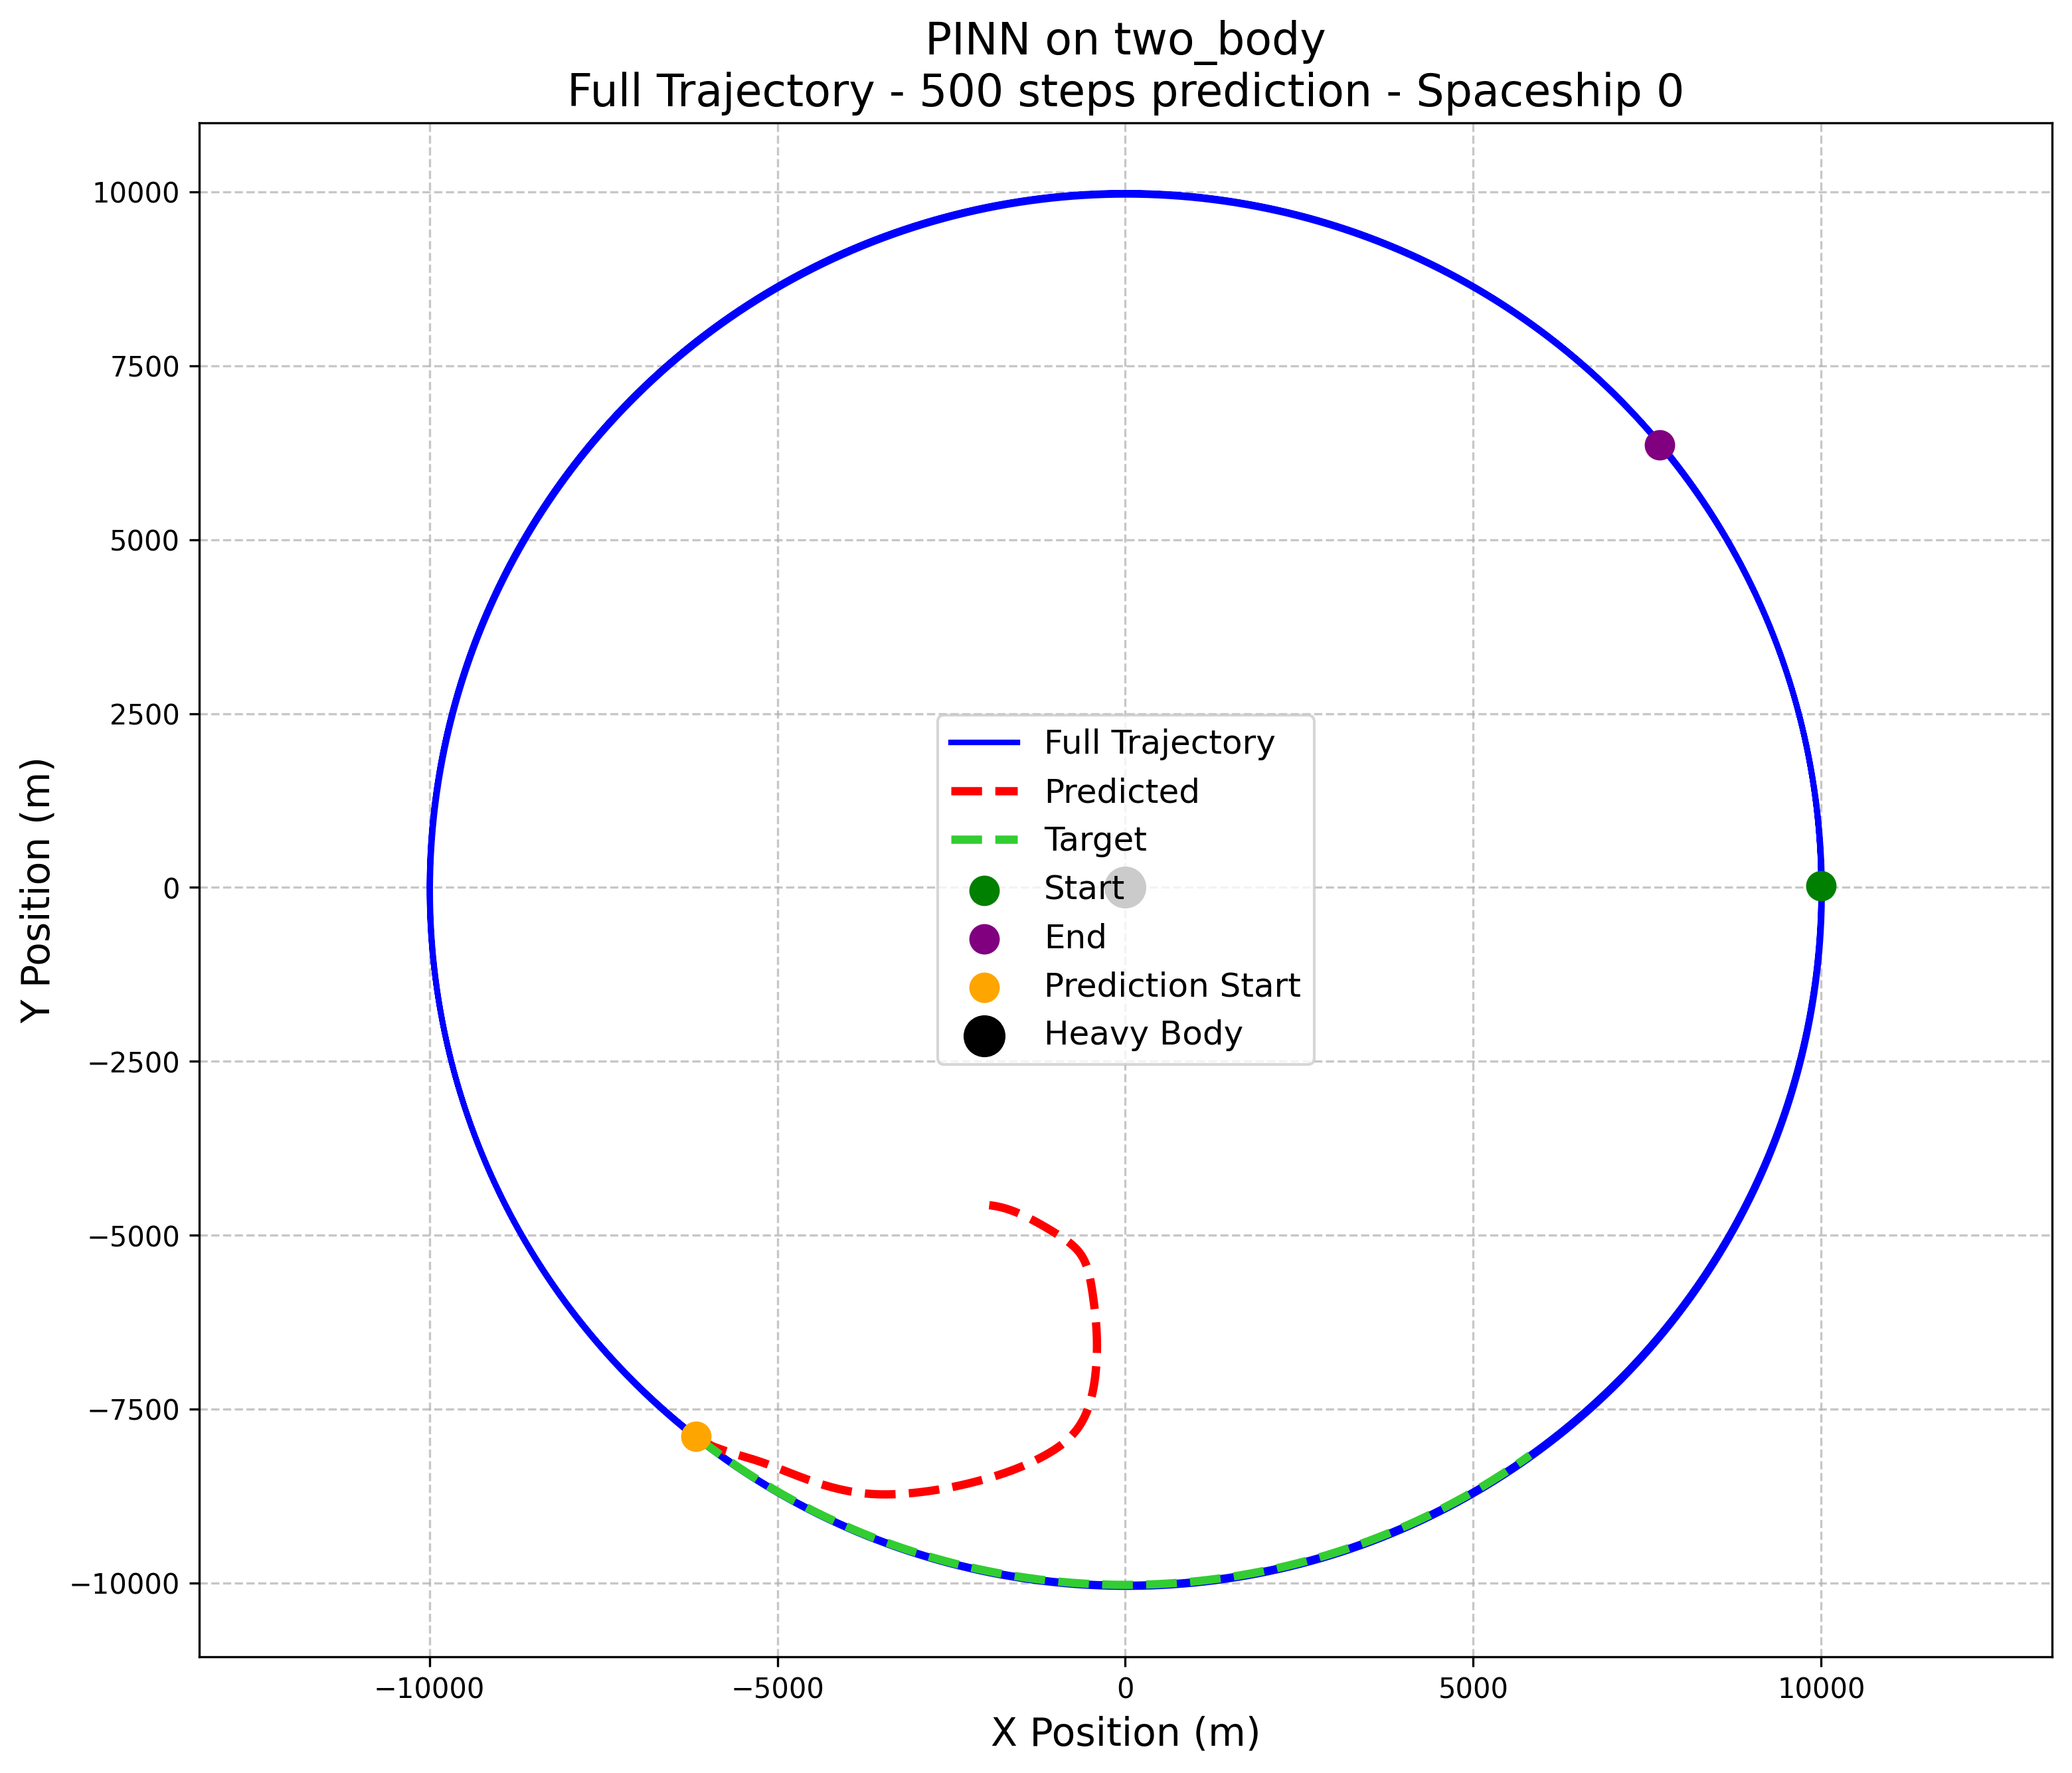 PINN on two_body
Full Trajectory - 500 steps prediction - Spaceship 0
Y Position (m)
10000
7500
5000
2500
0
−2500
−5000
−7500
−10000
Full Trajectory
Predicted
Target
Start
End
Prediction Start
Heavy Body
−10000
−5000
0
5000
10000
X Position (m)